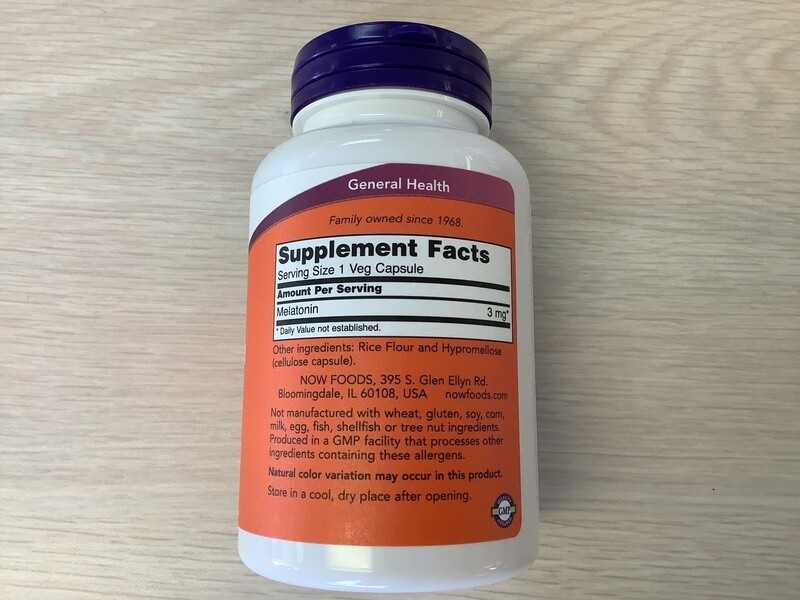 General Health
Family owned since 1968.
Supplement Facts
Serving Size 1 Veg Capsule
Amount Per Serving
Melatonin 3 mg*
* Daily Value not established.
Other ingredients: Rice Flour and Hypromellose
(cellulose capsule).
NOW FOODS, 395 S. Glen Ellyn Rd.
Bloomingdale, IL 60108, USA nowfoods.com
Not manufactured with wheat, gluten, soy, corn,
milk, egg, fish, shellfish or tree nut ingredients.
Produced in a GMP facility that processes other
ingredients containing these allergens.
Natural color variation may occur in this product.
Store in a cool, dry place after opening.
GMP